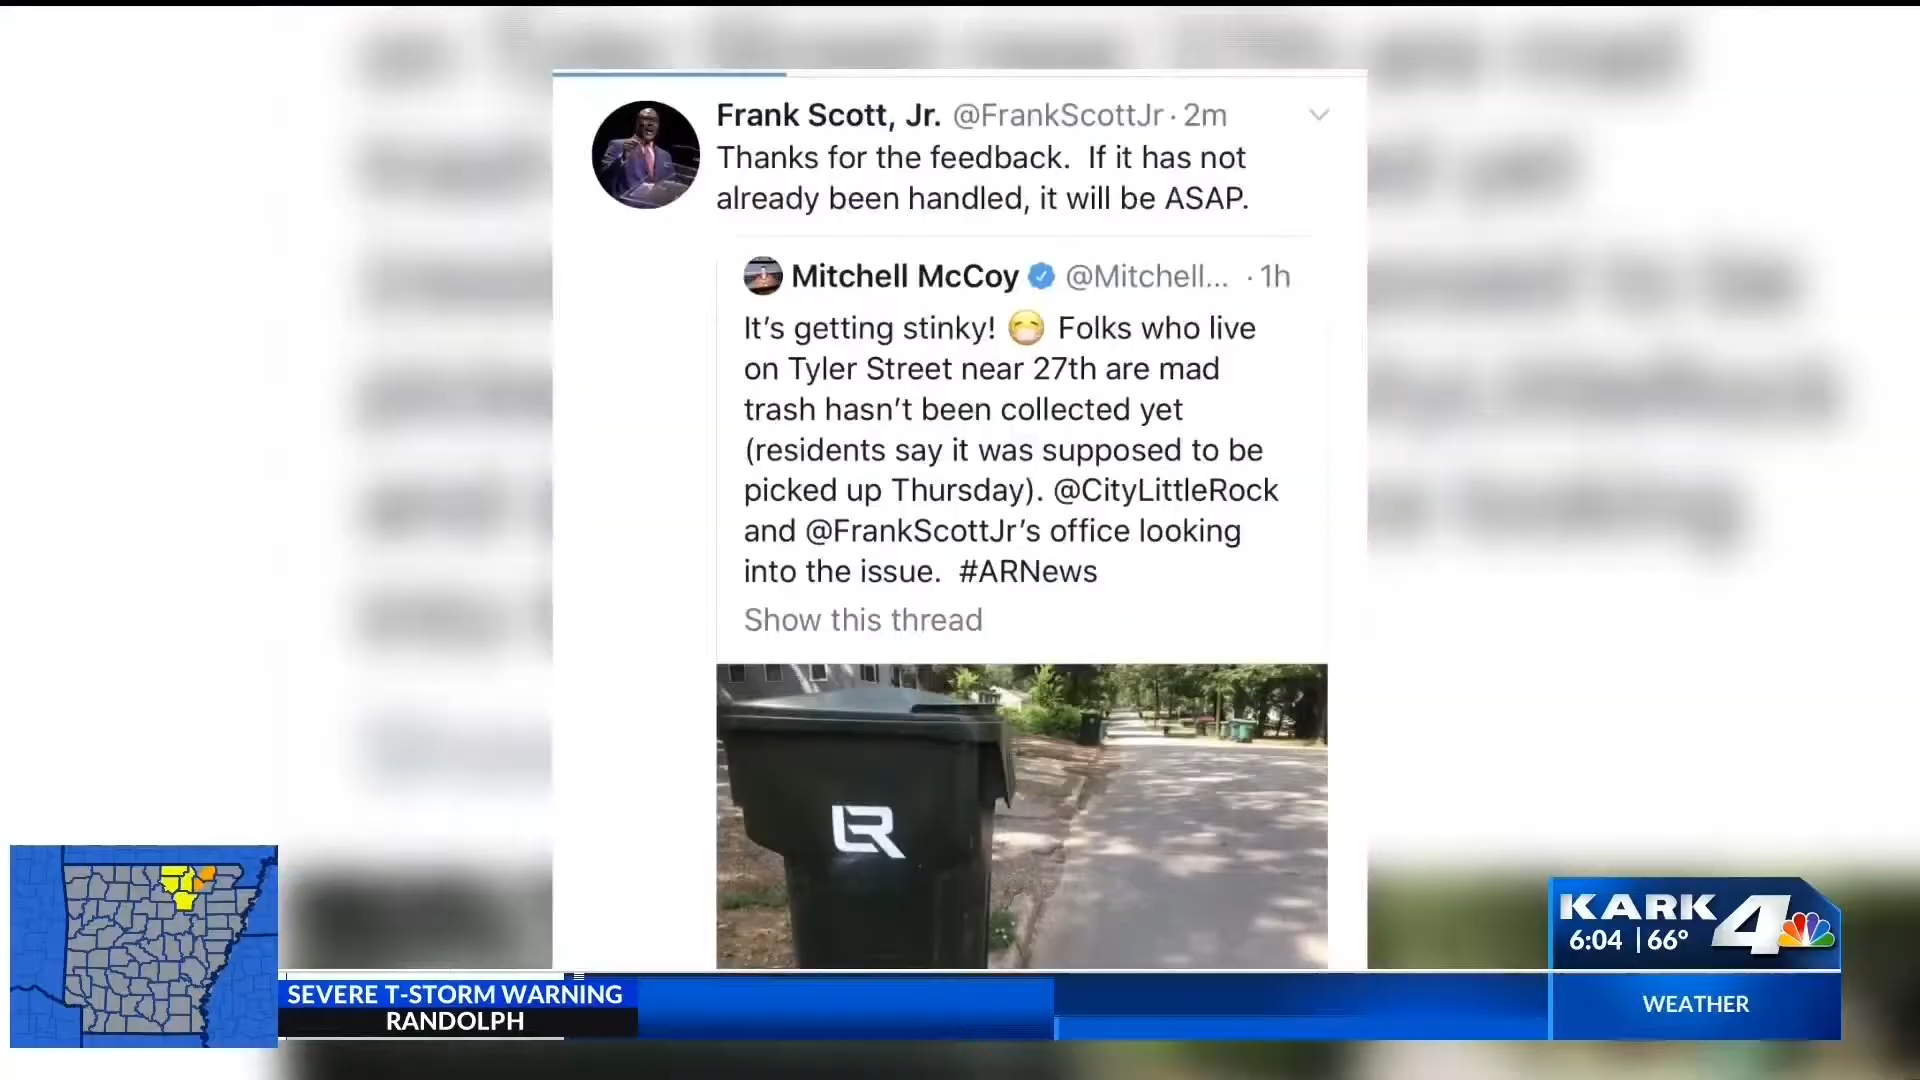 Frank Scott, Jr. @FrankScottJr · 2m
Thanks for the feedback.  If it has not
already been handled, it will be ASAP.
Mitchell McCoy @Mitchell... · 1h
It's getting stinky! 😷 Folks who live
on Tyler Street near 27th are mad
trash hasn't been collected yet
(residents say it was supposed to be
picked up Thursday). @CityLittleRock
and @FrankScottJr's office looking
into the issue.  #ARNews
Show this thread
LR
KARK 4
6:04 | 66°
SEVERE T-STORM WARNING
RANDOLPH
WEATHER